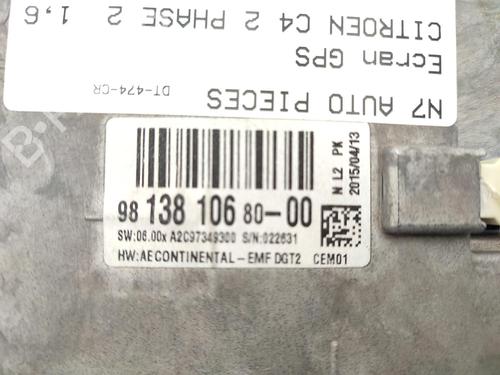 N7 AUTO PIECES
DT-474-CR
Ecran GPS
CITROEN C4 2 PHASE 2 1,6
98 138 106 80-00
SW:06.00x A2C97349300 S/N:022631
HW:AECONTINENTAL-EMF DGT2 CEM01
N L2 PK
2015/04/13